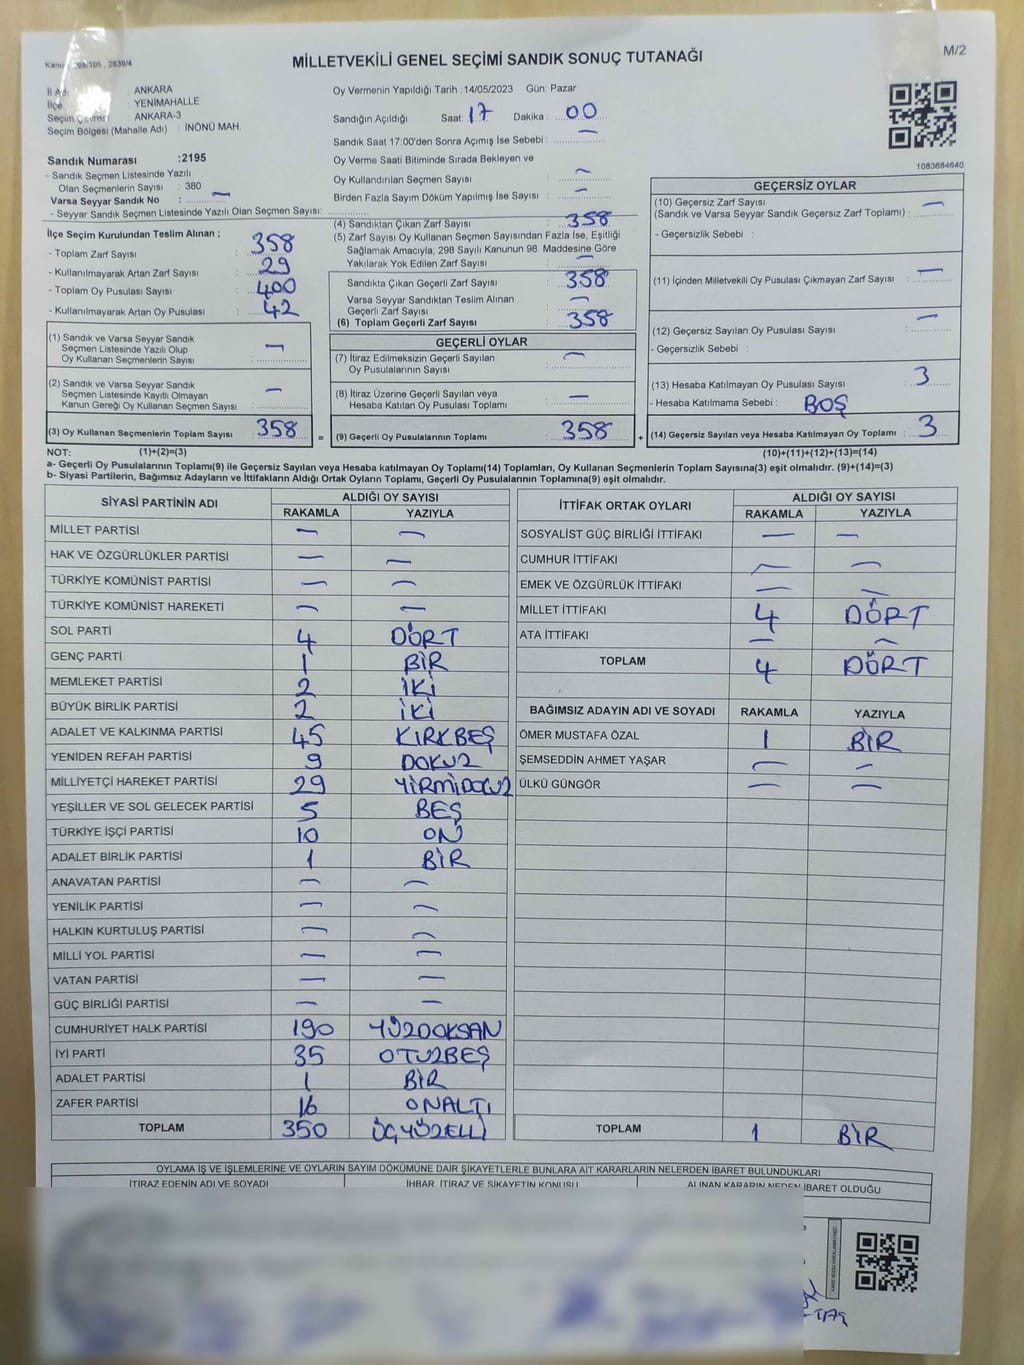 M/2
MİLLETVEKİLİ GENEL SEÇİMİ SANDIK SONUÇ TUTANAĞI
: ANKARA
İlçe : YENİMAHALLE
Seçim Çevresi : ANKARA-3
Seçim Bölgesi (Mahalle Adı) : İNÖNÜ MAH.
Oy Vermenin Yapıldığı Tarih :14/05/2023 Gün: Pazar
Sandığın Açıldığı Saat: 17 Dakika : 00
Sandık Saat 17:00'den Sonra Açımış İse Sebebi : —
Oy Verme Saati Bitiminde Sırada Bekleyen ve
Oy Kullandırılan Seçmen Sayısı : —
Birden Fazla Sayım Döküm Yapılmış İse Sayısı : —
1083684640
Sandık Numarası :2195
- Sandık Seçmen Listesinde Yazılı
Olan Seçmenlerin Sayısı : 380
Varsa Seyyar Sandık No : —
- Seyyar Sandık Seçmen Listesinde Yazılı Olan Seçmen Sayısı:
İlçe Seçim Kurulundan Teslim Alınan ;
- Toplam Zarf Sayısı : 358
- Kullanılmayarak Artan Zarf Sayısı : 29
- Toplam Oy Pusulası Sayısı : 400
- Kullanılmayarak Artan Oy Pusulası : 42
(1) Sandık ve Varsa Seyyar Sandık
Seçmen Listesinde Yazılı Olup
Oy Kullanan Seçmenlerin Sayısı : —
(2) Sandık ve Varsa Seyyar Sandık
Seçmen Listesinde Kayıtlı Olmayan
Kanun Gereği Oy Kullanan Seçmen Sayısı : —
(3) Oy Kullanan Seçmenlerin Toplam Sayısı : 358
(4) Sandıktan Çıkan Zarf Sayısı : 358
(5) Zarf Sayısı Oy Kullanan Seçmen Sayısından Fazla İse, Eşitliği
Sağlamak Amacıyla, 298 Sayılı Kanunun 98. Maddesine Göre
Yakılarak Yok Edilen Zarf Sayısı : —
Sandıkta Çıkan Geçerli Zarf Sayısı : 358
Varsa Seyyar Sandıktan Teslim Alınan
Geçerli Zarf Sayısı : —
(6) Toplam Geçerli Zarf Sayısı : 358
GEÇERLİ OYLAR
(7) İtiraz Edilmeksizin Geçerli Sayılan
Oy Pusulalarının Sayısı : —
(8) İtiraz Üzerine Geçerli Sayılan veya
Hesaba Katılan Oy Pusulası Toplamı : —
= (9) Geçerli Oy Pusulalarının Toplamı : 358 +
GEÇERSİZ OYLAR
(10) Geçersiz Zarf Sayısı
(Sandık ve Varsa Seyyar Sandık Geçersiz Zarf Toplamı) : —
- Geçersizlik Sebebi :
(11) İçinden Milletvekili Oy Pusulası Çıkmayan Zarf Sayısı : —
(12) Geçersiz Sayılan Oy Pusulası Sayısı : —
- Geçersizlik Sebebi :
(13) Hesaba Katılmayan Oy Pusulası Sayısı : 3
- Hesaba Katılmama Sebebi : BOŞ
(14) Geçersiz Sayılan veya Hesaba Katılmayan Oy Toplamı : 3
NOT: (1)+(2)=(3) (10)+(11)+(12)+(13)=(14)
a- Geçerli Oy Pusulalarının Toplamı(9) ile Geçersiz Sayılan veya Hesaba katılmayan Oy Toplamı(14) Toplamları, Oy Kullanan Seçmenlerin Toplam Sayısına(3) eşit olmalıdır. (9)+(14)=(3)
b- Siyasi Partilerin, Bağımsız Adayların ve İttifakların Aldığı Ortak Oyların Toplamı, Geçerli Oy Pusulalarının Toplamına(9) eşit olmalıdır.
SİYASİ PARTİNİN ADI ALDIĞI OY SAYISI
RAKAMLA YAZIYLA
MİLLET PARTİSİ — —
HAK VE ÖZGÜRLÜKLER PARTİSİ — —
TÜRKİYE KOMÜNİST PARTİSİ — —
TÜRKİYE KOMÜNİST HAREKETİ — —
SOL PARTİ 4 DÖRT
GENÇ PARTİ 1 BİR
MEMLEKET PARTİSİ 2 İKİ
BÜYÜK BİRLİK PARTİSİ 2 İKİ
ADALET VE KALKINMA PARTİSİ 45 KIRKBEŞ
YENİDEN REFAH PARTİSİ 9 DOKUZ
MİLLİYETÇİ HAREKET PARTİSİ 29 YİRMİDOKUZ
YEŞİLLER VE SOL GELECEK PARTİSİ 5 BEŞ
TÜRKİYE İŞÇİ PARTİSİ 10 ON
ADALET BİRLİK PARTİSİ 1 BİR
ANAVATAN PARTİSİ — —
YENİLİK PARTİSİ — —
HALKIN KURTULUŞ PARTİSİ — —
MİLLİ YOL PARTİSİ — —
VATAN PARTİSİ — —
GÜÇ BİRLİĞİ PARTİSİ — —
CUMHURİYET HALK PARTİSİ 190 YÜZDOKSAN
İYİ PARTİ 35 OTUZBEŞ
ADALET PARTİSİ 1 BİR
ZAFER PARTİSİ 16 ONALTI
TOPLAM 350 ÜÇYÜZELLİ
İTTİFAK ORTAK OYLARI ALDIĞI OY SAYISI
RAKAMLA YAZIYLA
SOSYALİST GÜÇ BİRLİĞİ İTTİFAKI — —
CUMHUR İTTİFAKI — —
EMEK VE ÖZGÜRLÜK İTTİFAKI — —
MİLLET İTTİFAKI 4 DÖRT
ATA İTTİFAKI — —
TOPLAM 4 DÖRT
BAĞIMSIZ ADAYIN ADI VE SOYADI RAKAMLA YAZIYLA
ÖMER MUSTAFA ÖZAL 1 BİR
ŞEMSEDDİN AHMET YAŞAR — —
ÜLKÜ GÜNGÖR — —
TOPLAM 1 BİR
OYLAMA İŞ VE İŞLEMLERİNE VE OYLARIN SAYIM DÖKÜMÜNE DAİR ŞİKAYETLERLE BUNLARA AİT KARARLARIN NELERDEN İBARET BULUNDUKLARI
İTİRAZ EDENİN ADI VE SOYADI İHBAR, İTİRAZ VE ŞİKAYETİN KONUSU ALINAN KARARIN NEDEN İBARET OLDUĞU